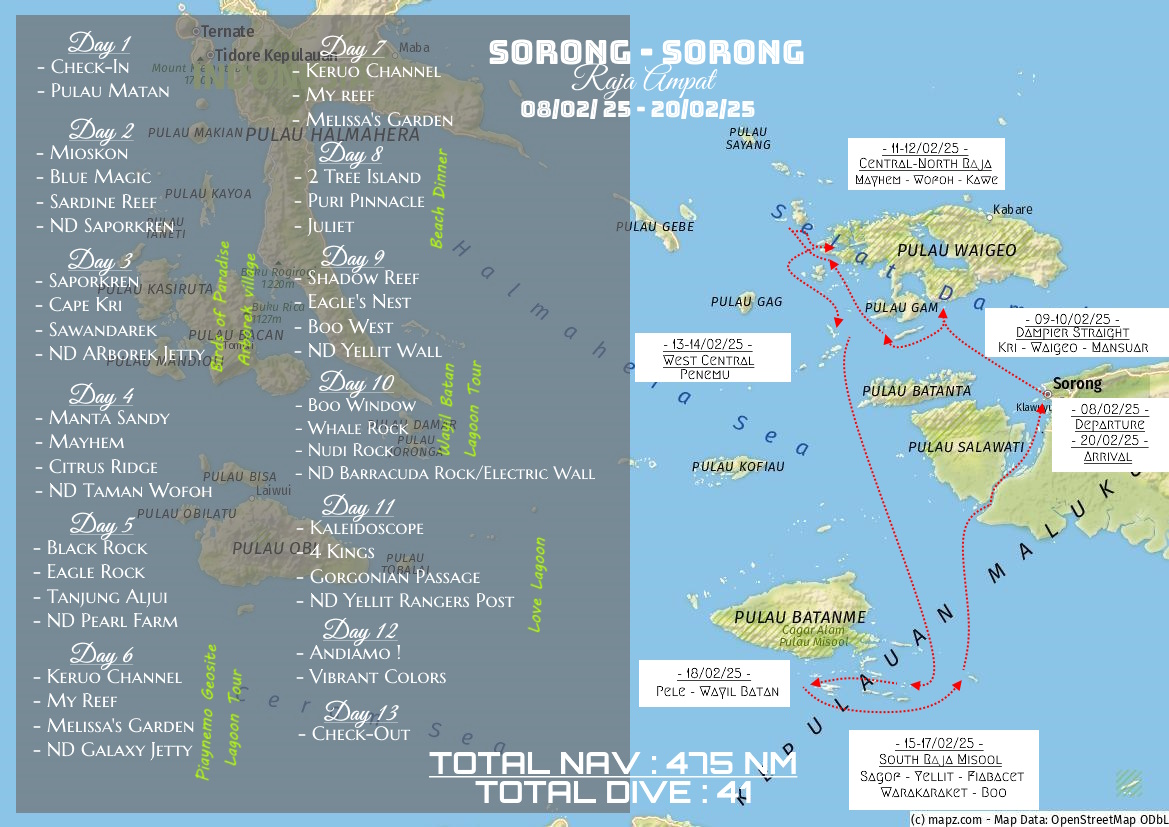 SORONG - SORONG
Raja Ampat
08/02/ 25 - 20/02/25
Day 1
- Check-In
- Pulau Matan
Day 2
- Mioskon
- Blue Magic
- Sardine Reef
- ND Saporkren
Day 3
- Saporkren
- Cape Kri
- Sawandarek
- ND ARborek Jetty
Birds of Paradise
Arborek village
Day 4
- Manta Sandy
- Mayhem
- Citrus Ridge
- ND Taman Wofoh
Day 5
- Black Rock
- Eagle Rock
- Tanjung Aljui
- ND Pearl Farm
Day 6
- Keruo Channel
- My Reef
- Melissa's Garden
- ND Galaxy Jetty
Piaynemo Geosite
Lagoon Tour
Day 7
- Keruo Channel
- My reef
- Melissa's Garden
Day 8
- 2 Tree Island
- Puri Pinnacle
- Juliet
Beach Dinner
Day 9
- Shadow Reef
- Eagle's Nest
- Boo West
- ND Yellit Wall
Day 10
- Boo Window
- Whale Rock
- Nudi Rock
- ND Barracuda Rock/Electric Wall
Wayil Batan
Lagoon Tour
Day 11
- Kaleidoscope
- 4 Kings
- Gorgonian Passage
- ND Yellit Rangers Post
Love Lagoon
Day 12
- Andiamo !
- Vibrant Colors
Day 13
- Check-Out
TOTAL NAV : 475 NM
TOTAL DIVE : 41
- 11-12/02/25 -
Central-North Raja
Mayhem - Wofoh - Kawe
- 09-10/02/25 -
Dampier Straight
Kri - Waigeo - Mansuar
- 13-14/02/25 -
West Central
Penemu
- 08/02/25 -
Departure
- 20/02/25 -
Arrival
- 18/02/25 -
Pele - Wayil Batan
- 15-17/02/25 -
South Raja Misool
Sagof - Yellit - Fiabacet
Warakaraket - Boo
Ternate
Tidore Kepulauan
Maba
PULAU MAKIAN
PULAU HALMAHERA
PULAU KAYOA
PULAU KASIRUTA
Buku Rica
1127m
1220m
PULAU BACAN
PULAU MANDIOLI
PULAU BISA
Laiwui
PULAU OBILATU
PULAU OBI
PULAU
SAYANG
PULAU GEBE
Kabare
PULAU WAIGEO
PULAU GAG
PULAU GAM
Sorong
PULAU BATANTA
PULAU SALAWATI
PULAU KOFIAU
PULAU BATANME
Cagar Alam
Pulau Misool
Halmahera Sea
Selat Dam
KEPULAUAN MALUKU
Ceram Sea
(c) mapz.com - Map Data: OpenStreetMap ODbL